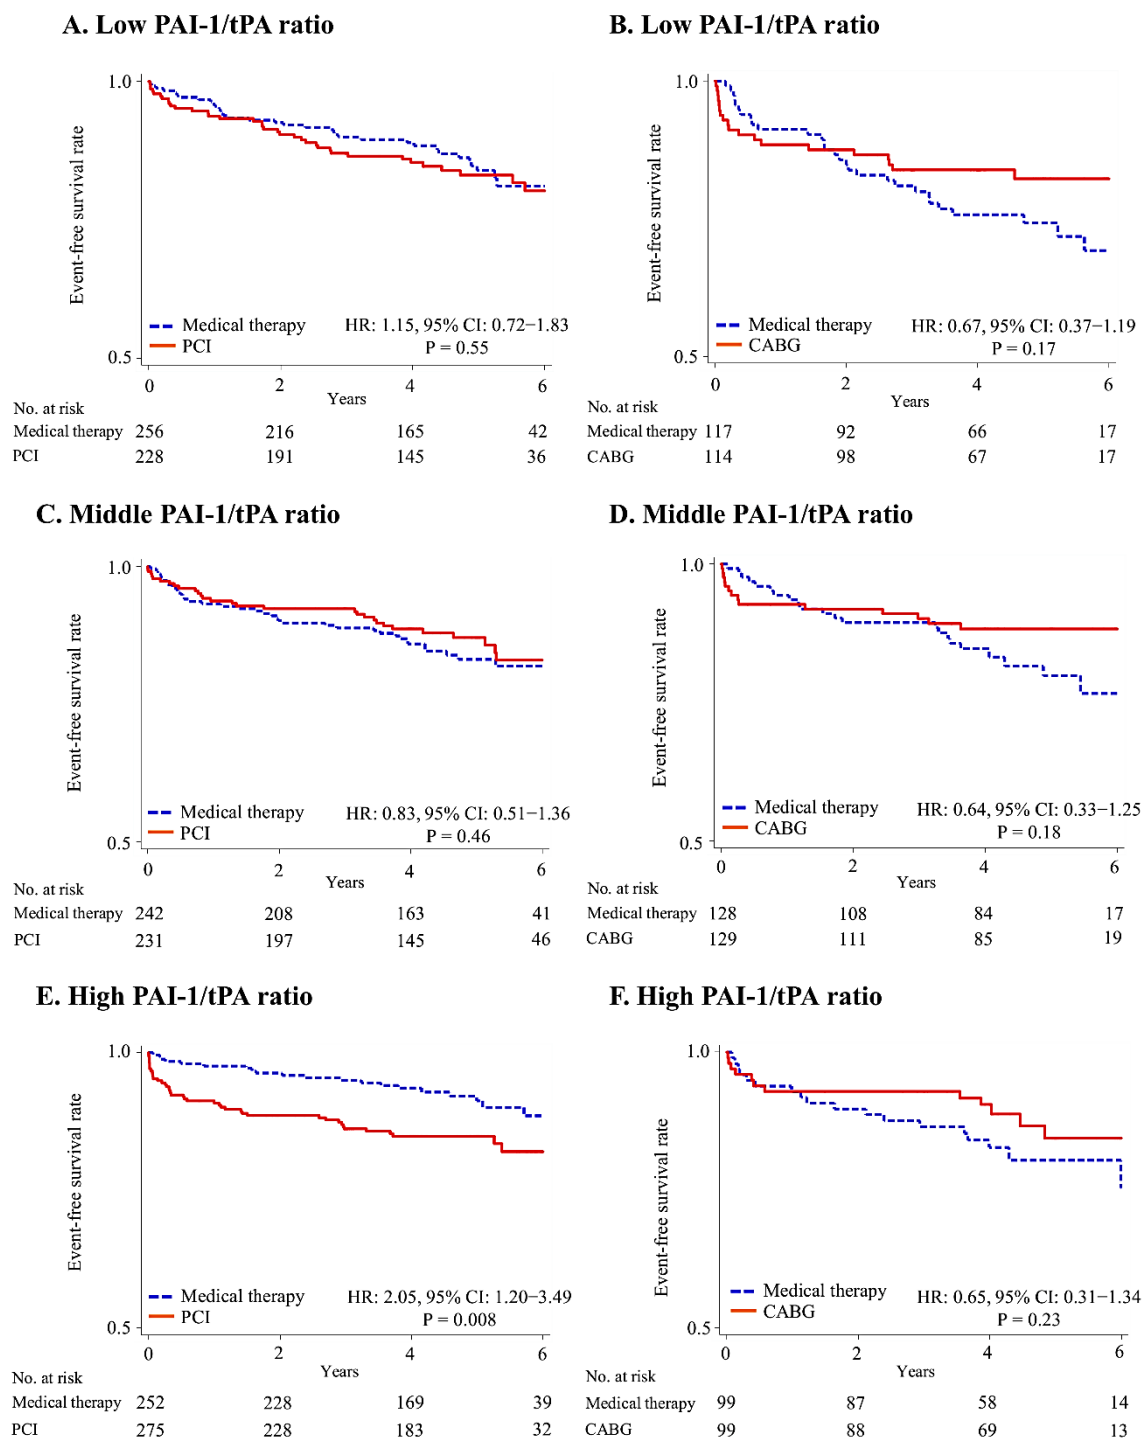 A. Low PAI-1/tPA ratio
1.0
Event-free survival rate
Medical therapy
HR: 1.15, 95% CI: 0.72−1.83
PCI
P = 0.55
0.5
0 2 4 6
Years
No. at risk
Medical therapy 256 216 165 42
PCI 228 191 145 36
B. Low PAI-1/tPA ratio
1.0
Event-free survival rate
Medical therapy
HR: 0.67, 95% CI: 0.37−1.19
CABG
P = 0.17
0.5
0 2 4 6
Years
No. at risk
Medical therapy 117 92 66 17
CABG 114 98 67 17
C. Middle PAI-1/tPA ratio
1.0
Event-free survival rate
Medical therapy
HR: 0.83, 95% CI: 0.51−1.36
PCI
P = 0.46
0.5
0 2 4 6
Years
No. at risk
Medical therapy 242 208 163 41
PCI 231 197 145 46
D. Middle PAI-1/tPA ratio
1.0
Event-free survival rate
Medical therapy
HR: 0.64, 95% CI: 0.33−1.25
CABG
P = 0.18
0.5
0 2 4 6
Years
No. at risk
Medical therapy 128 108 84 17
CABG 129 111 85 19
E. High PAI-1/tPA ratio
1.0
Event-free survival rate
Medical therapy
HR: 2.05, 95% CI: 1.20−3.49
PCI
P = 0.008
0.5
0 2 4 6
Years
No. at risk
Medical therapy 252 228 169 39
PCI 275 228 183 32
F. High PAI-1/tPA ratio
1.0
Event-free survival rate
Medical therapy
HR: 0.65, 95% CI: 0.31−1.34
CABG
P = 0.23
0.5
0 2 4 6
Years
No. at risk
Medical therapy 99 87 58 14
CABG 99 88 69 13